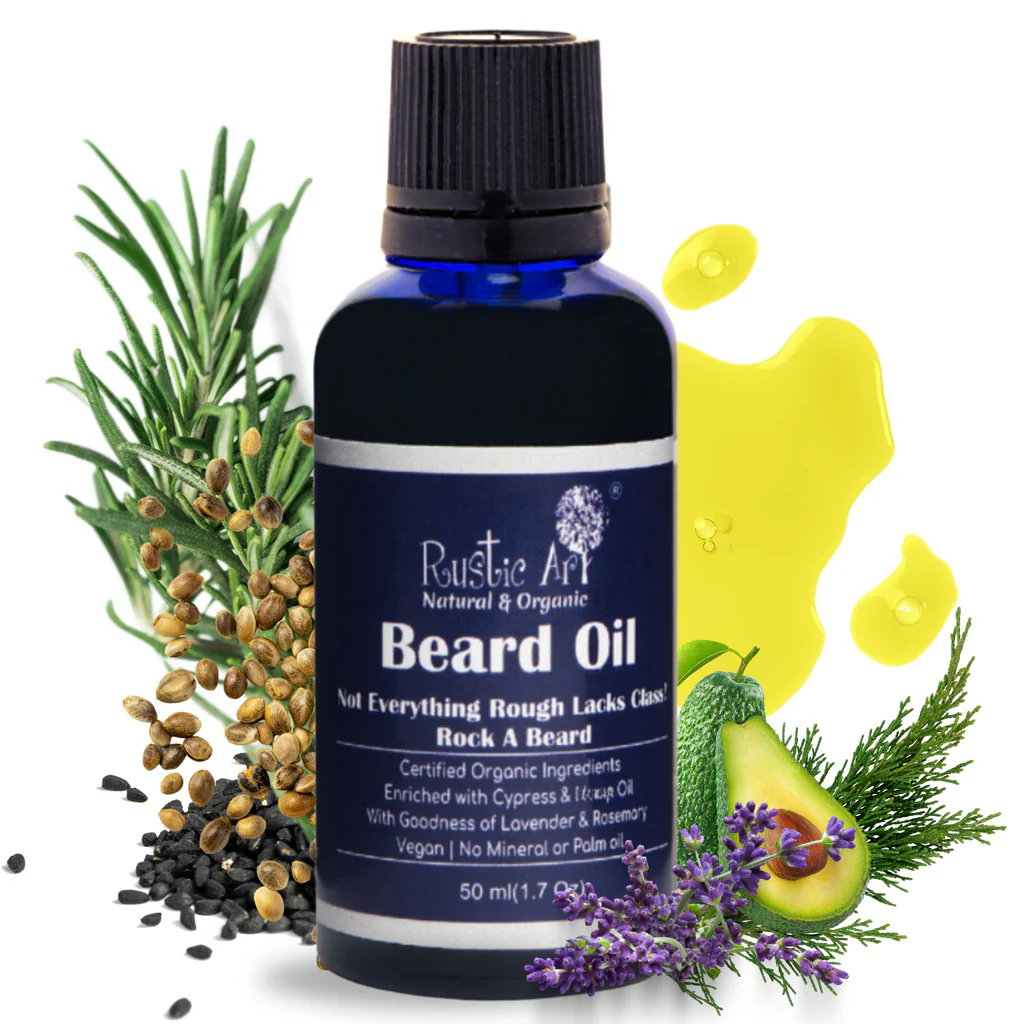 ®
Rustic Art
Natural & Organic
Beard Oil
Not Everything Rough Lacks Class!
Rock A Beard
Certified Organic Ingredients
Enriched with Cypress & Oil
With Goodness of Lavender & Rosemary
Vegan | No Mineral or Palm oil
50 ml(1.7 Oz)